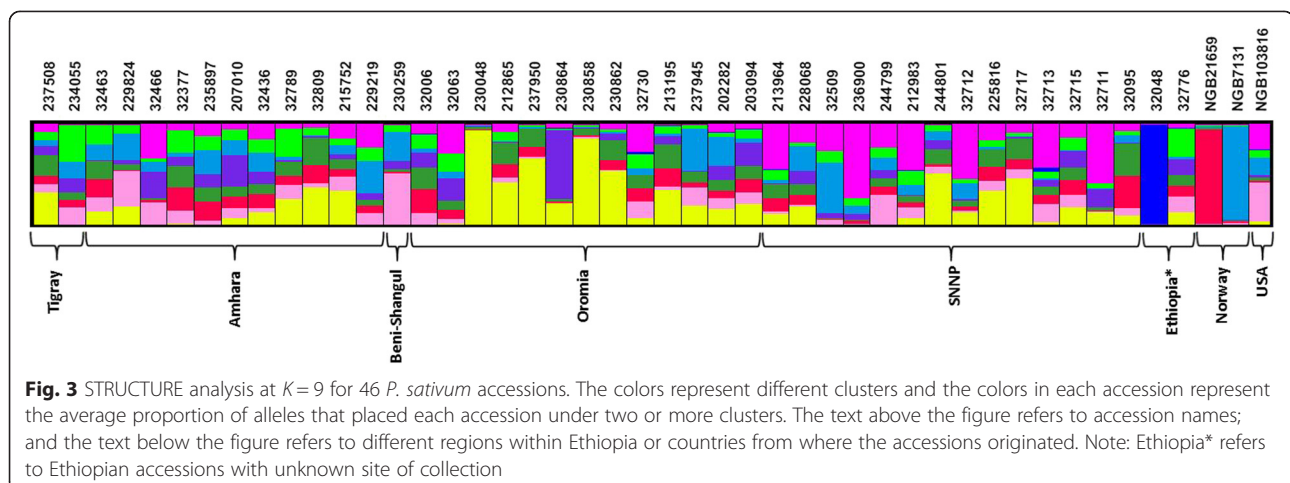 237508
234055
32463
229824
32466
32377
235897
207010
32436
32789
32809
215752
229219
230259
32006
32063
230048
212865
237950
230864
230858
230862
32730
213195
237945
202282
203094
213964
228068
32509
236900
244799
212983
244801
32712
225816
32717
32713
32715
32711
32095
32048
32776
NGB21659
NGB7131
NGB103816
Tigray
Amhara
Beni-Shangul
Oromia
SNNP
Ethiopia*
Norway
USA
Fig. 3 STRUCTURE analysis at K = 9 for 46 P. sativum accessions. The colors represent different clusters and the colors in each accession represent
the average proportion of alleles that placed each accession under two or more clusters. The text above the figure refers to accession names;
and the text below the figure refers to different regions within Ethiopia or countries from where the accessions originated. Note: Ethiopia* refers
to Ethiopian accessions with unknown site of collection